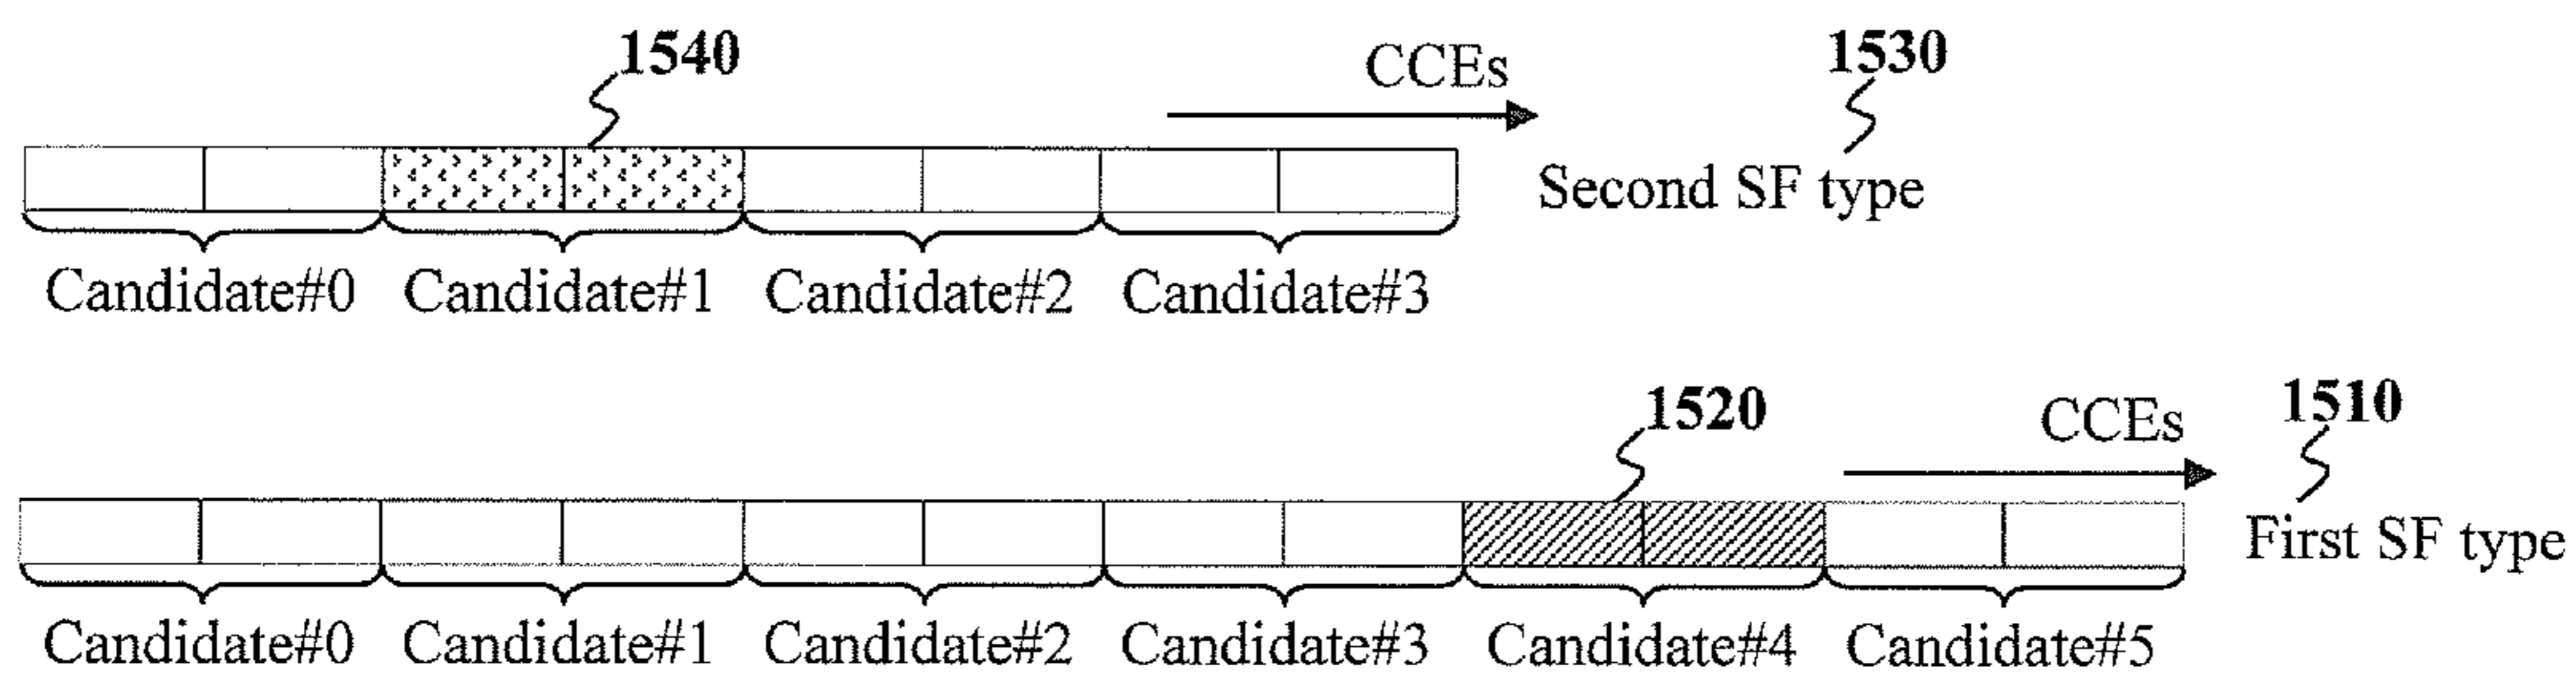 1540
CCEs
1530
Second SF type
Candidate#0 Candidate#1 Candidate#2 Candidate#3
1520
CCEs
1510
First SF type
Candidate#0 Candidate#1 Candidate#2 Candidate#3 Candidate#4 Candidate#5